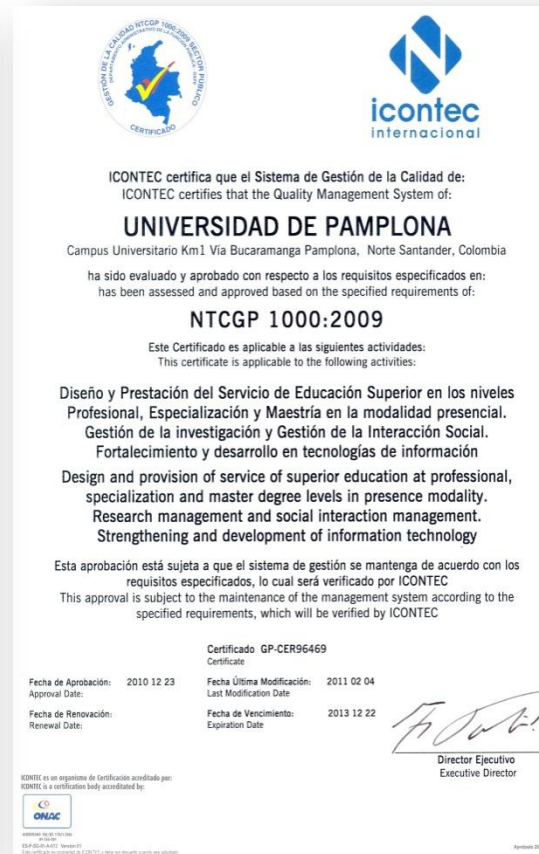 GESTIÓN DE LA CALIDAD NTCGP 1000:2009 SECTOR PÚBLICO
DEPARTAMENTO ADMINISTRATIVO DE LA FUNCIÓN PÚBLICA
CERTIFICADO
icontec
internacional
ICONTEC certifica que el Sistema de Gestión de la Calidad de:
ICONTEC certifies that the Quality Management System of:
UNIVERSIDAD DE PAMPLONA
Campus Universitario Km1 Vía Bucaramanga Pamplona, Norte Santander, Colombia
ha sido evaluado y aprobado con respecto a los requisitos especificados en:
has been assessed and approved based on the specified requirements of:
NTCGP 1000:2009
Este Certificado es aplicable a las siguientes actividades:
This certificate is applicable to the following activities:
Diseño y Prestación del Servicio de Educación Superior en los niveles
Profesional, Especialización y Maestría en la modalidad presencial.
Gestión de la investigación y Gestión de la Interacción Social.
Fortalecimiento y desarrollo en tecnologías de información
Design and provision of service of superior education at professional,
specialization and master degree levels in presence modality.
Research management and social interaction management.
Strengthening and development of information technology
Esta aprobación está sujeta a que el sistema de gestión se mantenga de acuerdo con los
requisitos especificados, lo cual será verificado por ICONTEC
This approval is subject to the maintenance of the management system according to the
specified requirements, which will be verified by ICONTEC
Certificado GP-CER96469
Certificate
Fecha de Aprobación: 2010 12 23 Fecha Última Modificación: 2011 02 04
Approval Date: Last Modification Date
Fecha de Renovación: Fecha de Vencimiento: 2013 12 22
Renewal Date: Expiration Date
Director Ejecutivo
Executive Director
ICONTEC es un organismo de Certificación acreditado por:
ICONTEC is a certification body accreditated by:
ONAC